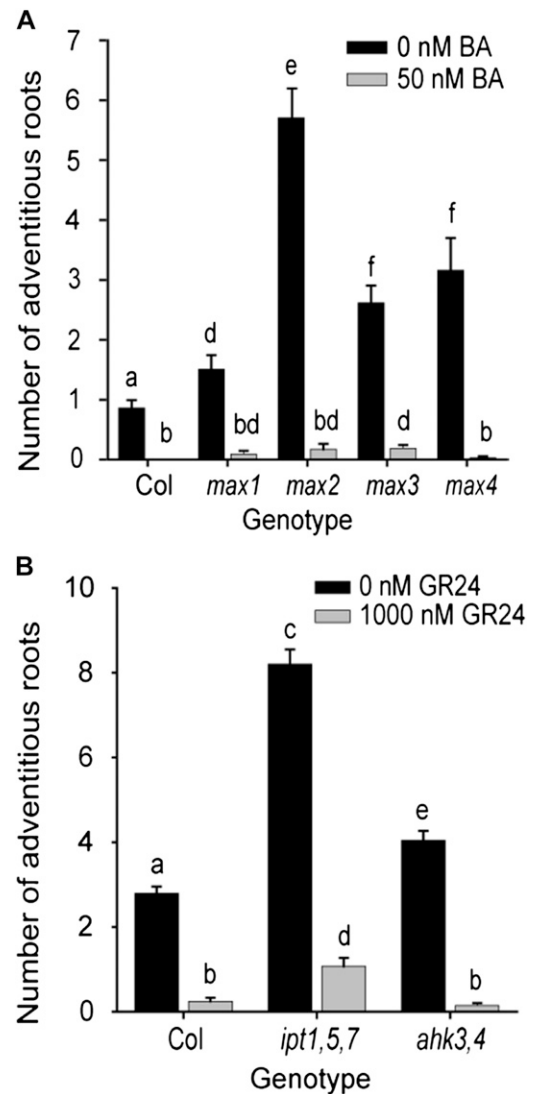 A
7
6
5
4
3
2
1
0
Number of adventitious roots
0 nM BA
50 nM BA
a
b
d
bd
e
bd
f
d
f
b
Col max1 max2 max3 max4
Genotype
B
10
8
6
4
2
0
Number of adventitious roots
0 nM GR24
1000 nM GR24
a
b
c
d
e
b
Col ipt1,5,7 ahk3,4
Genotype